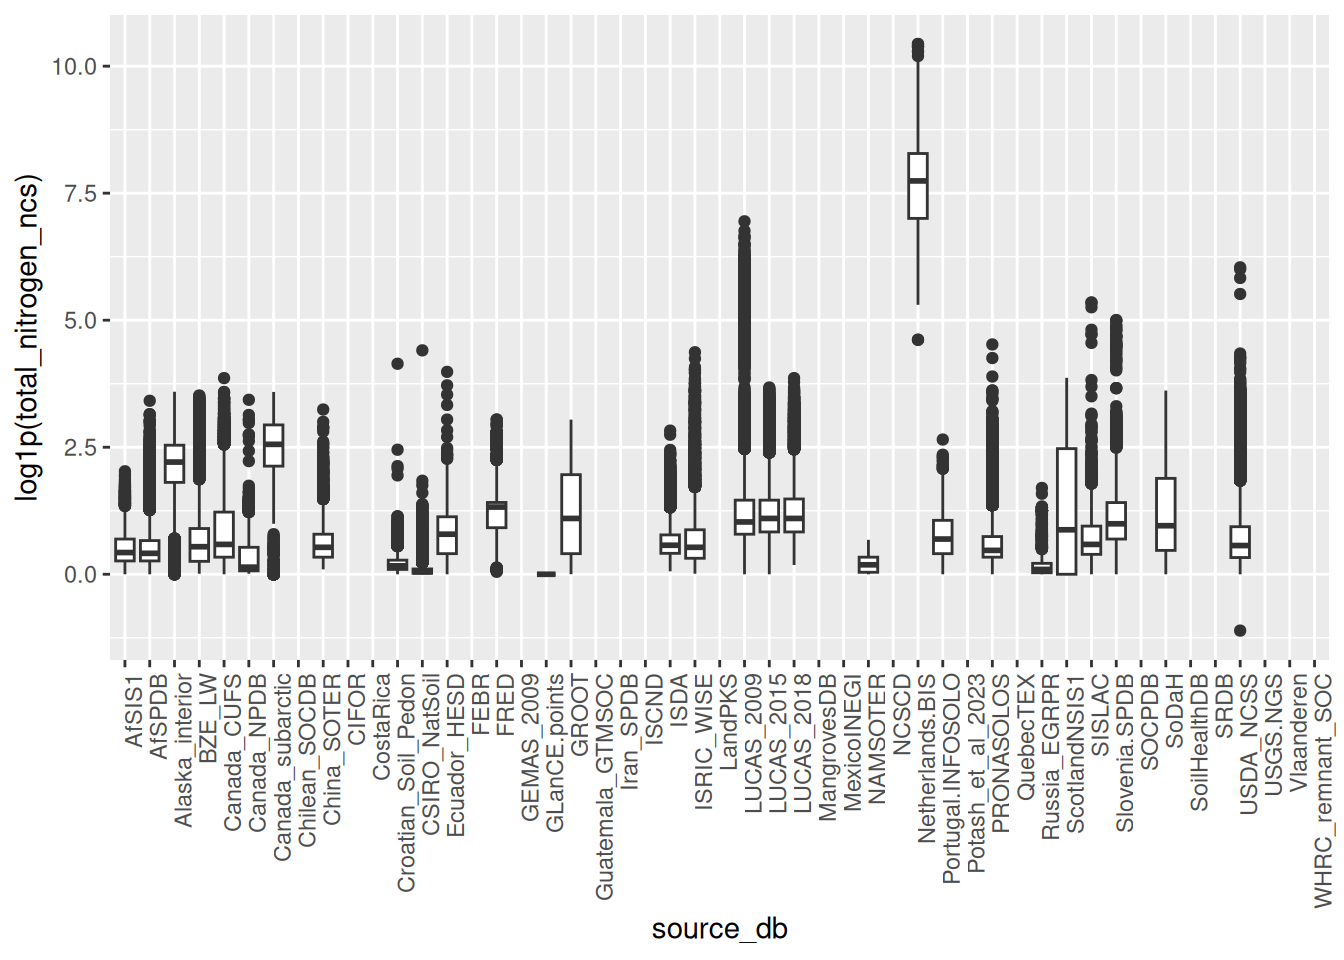 log1p(total_nitrogen_ncs)
10.0
7.5
5.0
2.5
0.0
AfSIS1
AfSPDB
Alaska_interior
BZE_LW
Canada_CUFS
Canada_NPDB
Canada_subarctic
Chilean_SOCDB
China_SOTER
CIFOR
CostaRica
Croatian_Soil_Pedon
CSIRO_NatSoil
Ecuador_HESD
FEBR
FRED
GEMAS_2009
GLanCE.points
GROOT
Guatemala_GTMSOC
Iran_SPDB
ISCND
ISDA
ISRIC_WISE
LandPKS
LUCAS_2009
LUCAS_2015
LUCAS_2018
MangrovesDB
MexicoINEGI
NAMSOTER
NCSCD
Netherlands.BIS
Portugal.INFOSOLO
Potash_et_al_2023
PRONASOLOS
QuebecTEX
Russia_EGRPR
ScotlandNSIS1
SISLAC
Slovenia.SPDB
SOCPDB
SoDaH
SoilHealthDB
SRDB
USDA_NCSS
USGS.NGS
Vlaanderen
WHRC_remnant_SOC
source_db